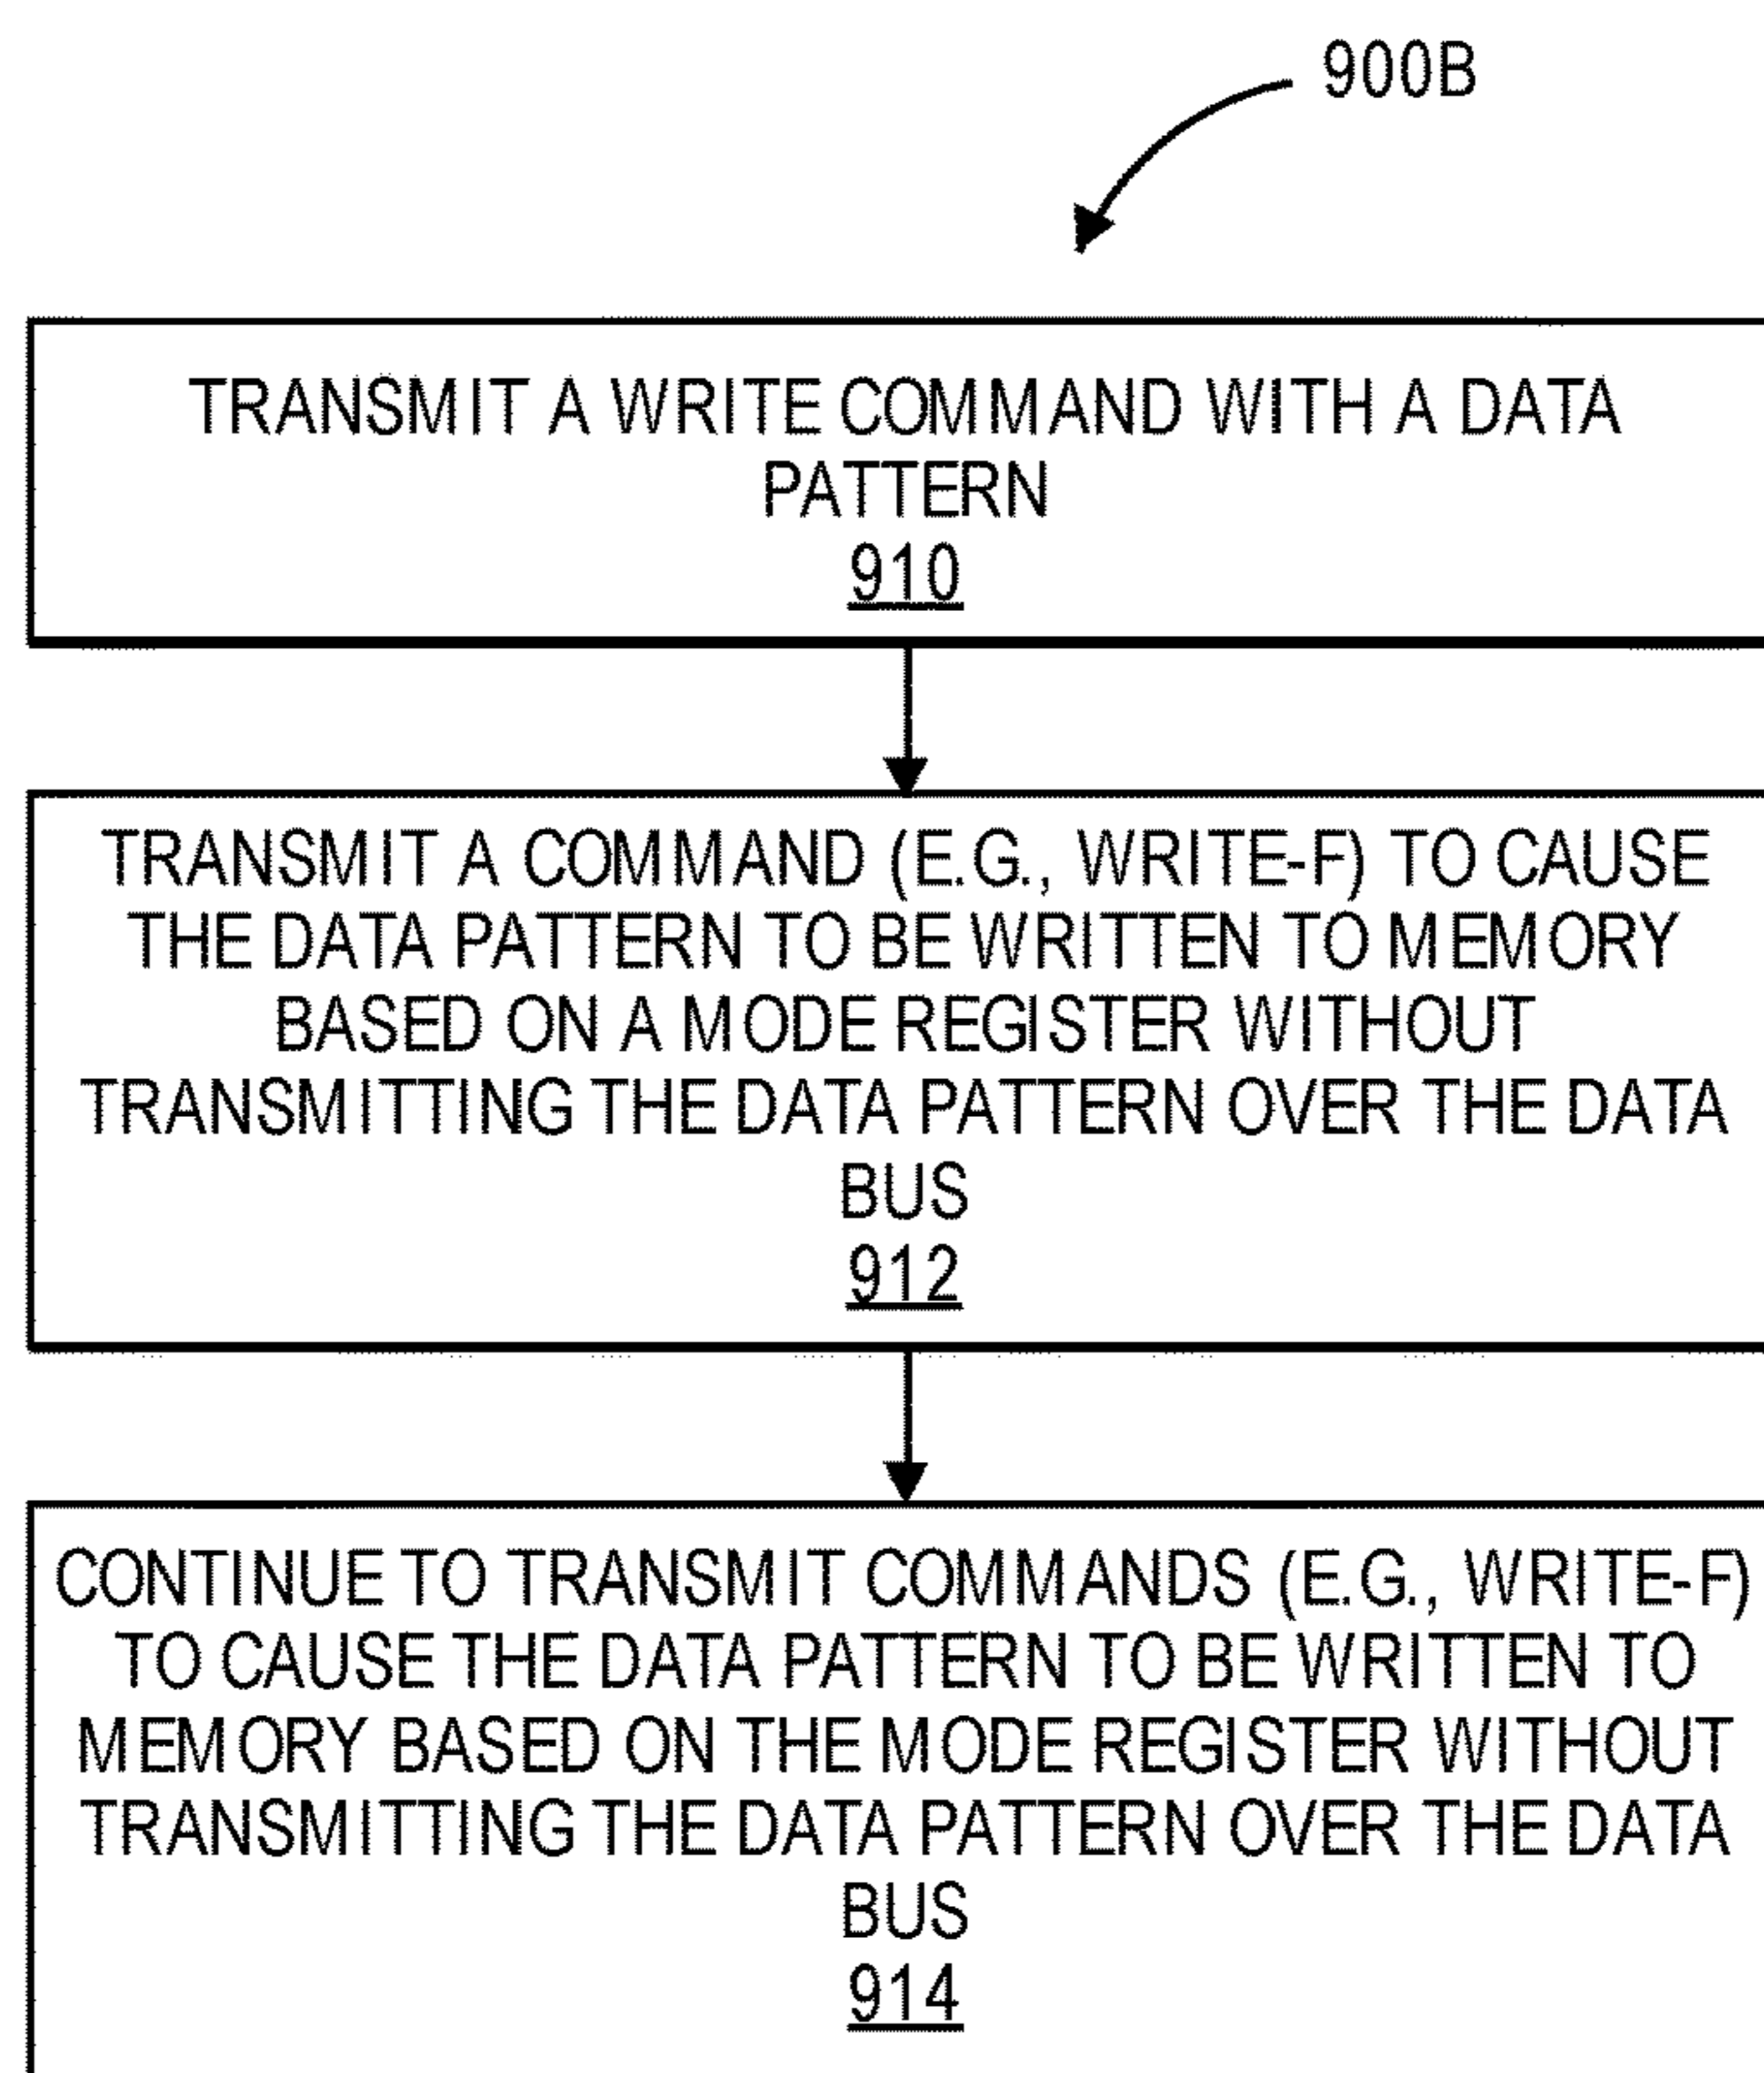 900B
TRANSMIT A WRITE COMMAND WITH A DATA
PATTERN
910
TRANSMIT A COMMAND (E.G., WRITE-F) TO CAUSE
THE DATA PATTERN TO BE WRITTEN TO MEMORY
BASED ON A MODE REGISTER WITHOUT
TRANSMITTING THE DATA PATTERN OVER THE DATA
BUS
912
CONTINUE TO TRANSMIT COMMANDS (E.G., WRITE-F)
TO CAUSE THE DATA PATTERN TO BE WRITTEN TO
MEMORY BASED ON THE MODE REGISTER WITHOUT
TRANSMITTING THE DATA PATTERN OVER THE DATA
BUS
914